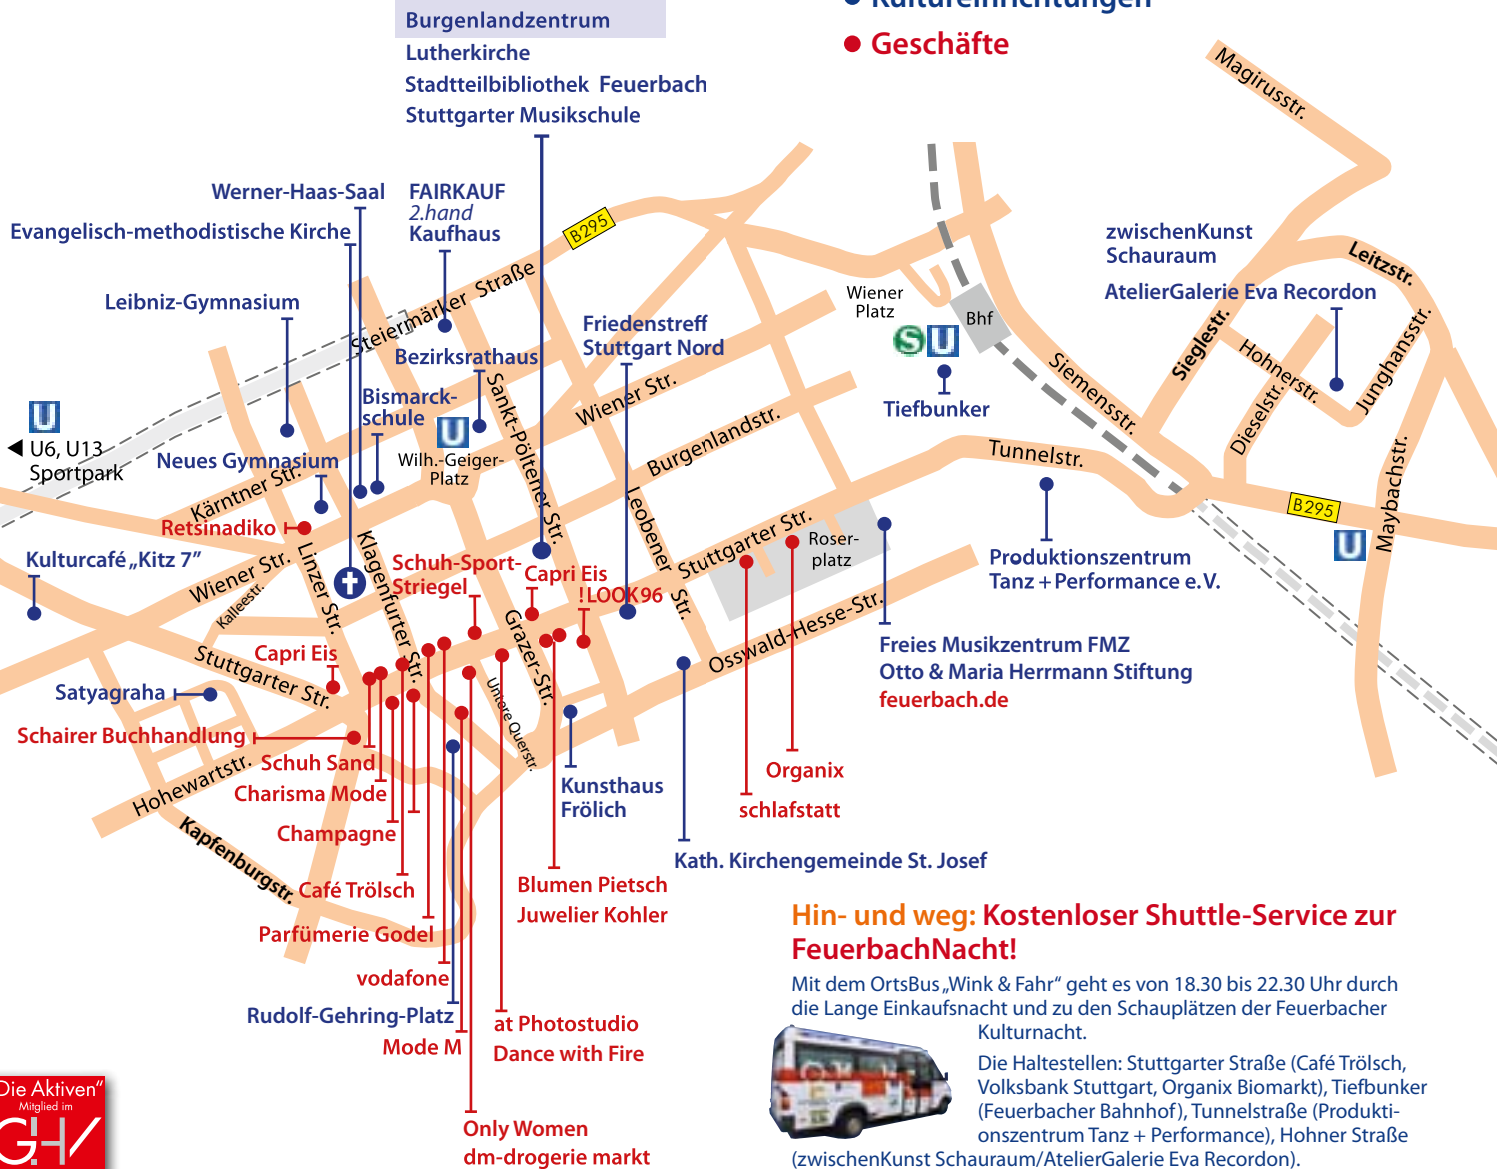 Kultureinrichtungen
Geschäfte
Burgenlandzentrum
Lutherkirche
Stadtteilbibliothek Feuerbach
Stuttgarter Musikschule
Werner-Haas-Saal
Evangelisch-methodistische Kirche
Leibniz-Gymnasium
FAIRKAUF
2.hand
Kaufhaus
B295
Steiermärker Straße
Magirusstr.
zwischenKunst
Schauraum
AtelierGalerie Eva Recordon
Leitzstr.
Junghansstr.
Sieglestr.
Hohnerstr.
Dieselstr.
Maybachstr.
Siemensstr.
Wiener
Platz
S U
Bhf
Tiefbunker
Friedenstreff
Stuttgart Nord
Bezirksrathaus
Bismarck-
schule
U
Wilh.-Geiger-
Platz
Sankt-Pöltener Str.
Wiener Str.
Burgenlandstr.
Leobener Str.
Tunnelstr.
B295
U
U
U6, U13
Sportpark
Neues Gymnasium
Kärntner Str.
Retsinadiko
Kulturcafé „Kitz 7”
Wiener Str.
Kalleestr.
Linzer Str.
Klagenfurter Str.
Schuh-Sport-
Striegel
Capri Eis
!LOOK96
Grazer-Str.
Untere Querstr.
Stuttgarter Str.
Roser-
platz
Osswald-Hesse-Str.
Produktionszentrum
Tanz + Performance e.V.
Freies Musikzentrum FMZ
Otto & Maria Herrmann Stiftung
feuerbach.de
Stuttgarter Str.
Capri Eis
Satyagraha
Schairer Buchhandlung
Hohewartstr.
Kapfenburgstr.
Schuh Sand
Charisma Mode
Champagne
Café Trölsch
Parfümerie Godel
vodafone
Rudolf-Gehring-Platz
Mode M
Only Women
dm-drogerie markt
at Photostudio
Dance with Fire
Blumen Pietsch
Juwelier Kohler
Kunsthaus
Frölich
Organix
schlafstatt
Kath. Kirchengemeinde St. Josef
Hin- und weg: Kostenloser Shuttle-Service zur
FeuerbachNacht!
Mit dem OrtsBus „Wink & Fahr“ geht es von 18.30 bis 22.30 Uhr durch
die Lange Einkaufsnacht und zu den Schauplätzen der Feuerbacher
Kulturnacht.
Die Haltestellen: Stuttgarter Straße (Café Trölsch,
Volksbank Stuttgart, Organix Biomarkt), Tiefbunker
(Feuerbacher Bahnhof), Tunnelstraße (Produkti-
onszentrum Tanz + Performance), Hohner Straße
(zwischenKunst Schauraum/AtelierGalerie Eva Recordon).
Die Aktiven“
Mitglied im
GHV